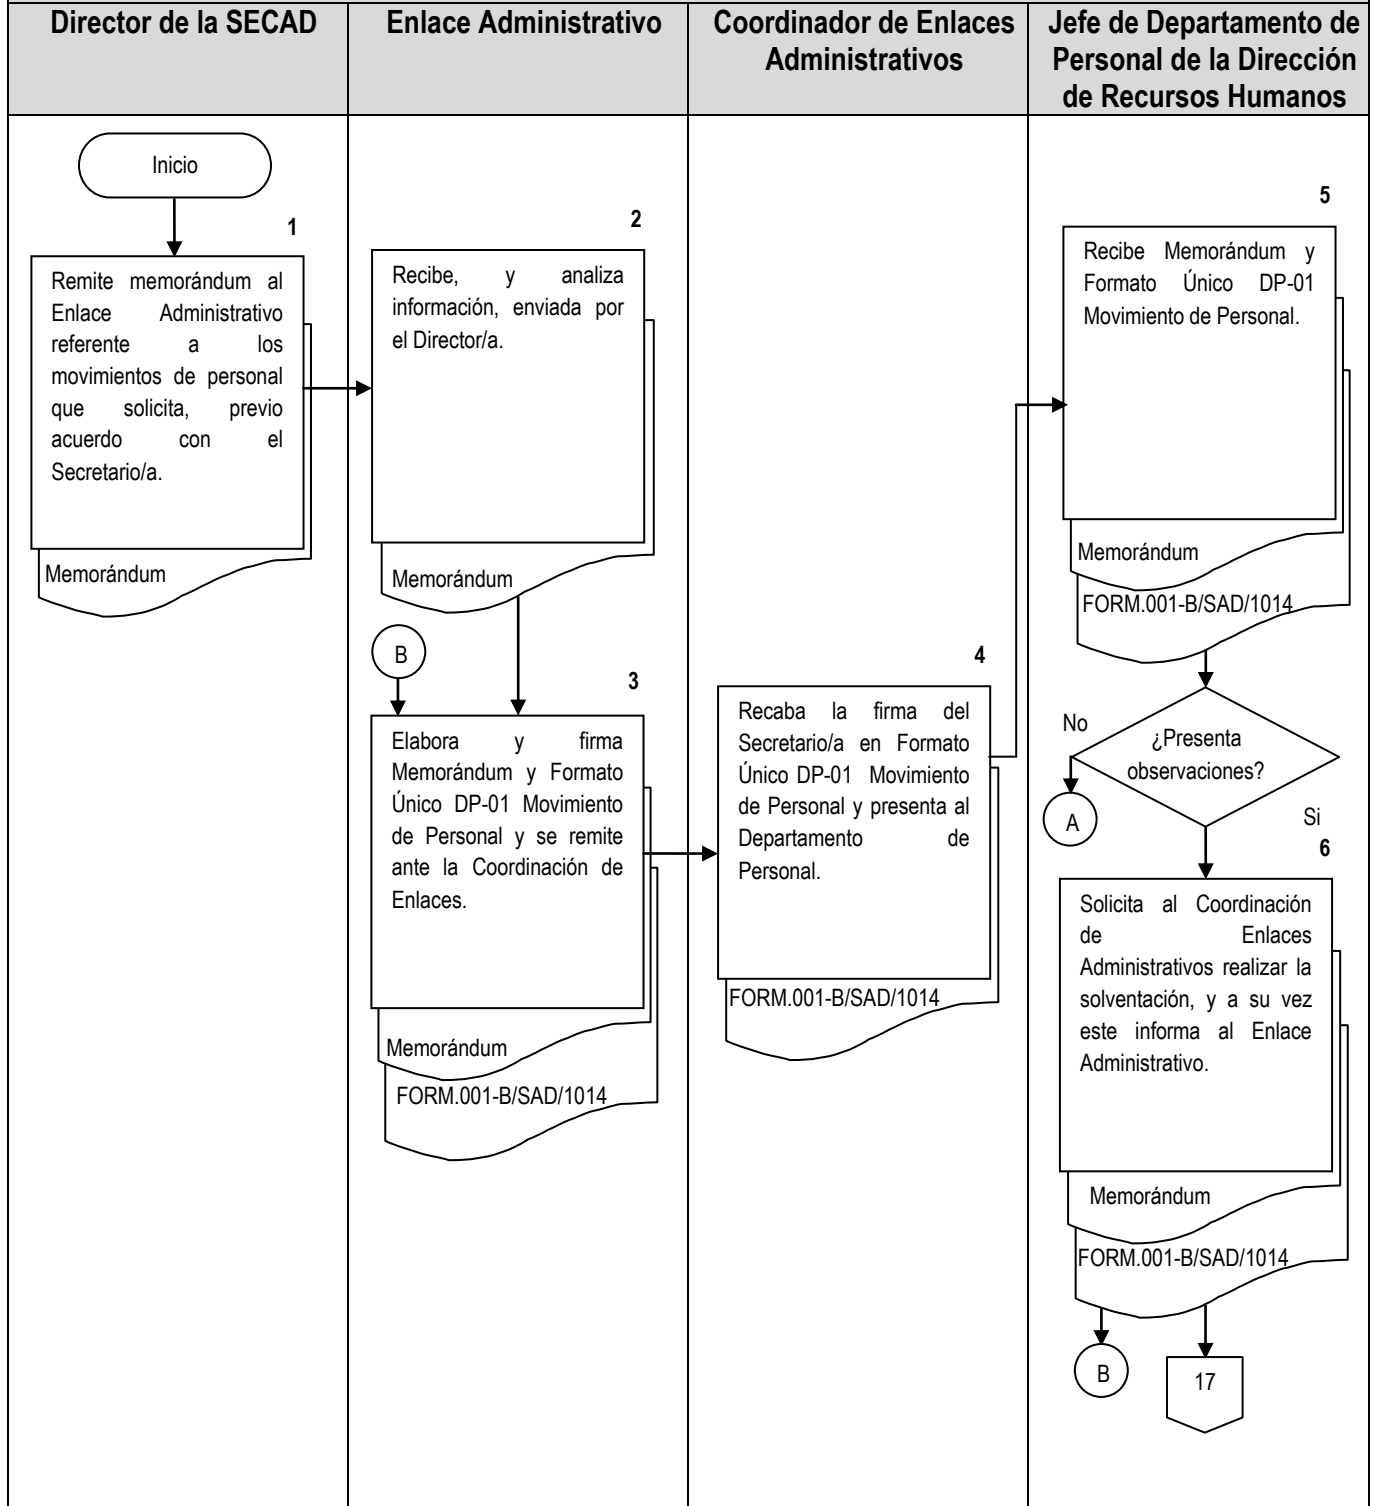 Director de la SECAD
Enlace Administrativo
Coordinador de Enlaces
Administrativos
Jefe de Departamento de
Personal de la Dirección
de Recursos Humanos
Inicio
1
Remite memorándum al
Enlace Administrativo
referente a los
movimientos de personal
que solicita, previo
acuerdo con el
Secretario/a.
Memorándum
2
Recibe, y analiza
información, enviada por
el Director/a.
Memorándum
B
3
Elabora y firma
Memorándum y Formato
Único DP-01 Movimiento
de Personal y se remite
ante la Coordinación de
Enlaces.
Memorándum
FORM.001-B/SAD/1014
4
Recaba la firma del
Secretario/a en Formato
Único DP-01 Movimiento
de Personal y presenta al
Departamento de
Personal.
FORM.001-B/SAD/1014
5
Recibe Memorándum y
Formato Único DP-01
Movimiento de Personal.
Memorándum
FORM.001-B/SAD/1014
No
¿Presenta
observaciones?
A
Si
6
Solicita al Coordinación
de Enlaces
Administrativos realizar la
solventación, y a su vez
este informa al Enlace
Administrativo.
Memorándum
FORM.001-B/SAD/1014
B
17